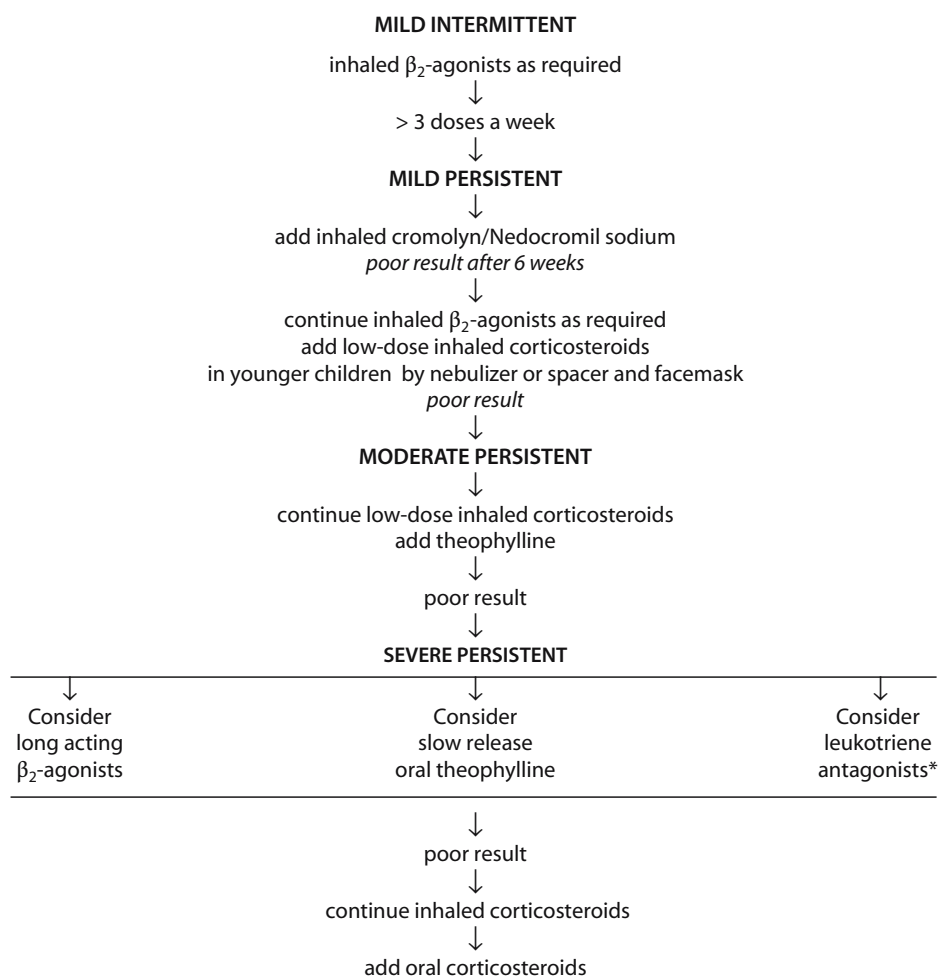 MILD INTERMITTENT
inhaled β₂-agonists as required
↓
> 3 doses a week
↓
MILD PERSISTENT
↓
add inhaled cromolyn/Nedocromil sodium
poor result after 6 weeks
↓
continue inhaled β₂-agonists as required
add low-dose inhaled corticosteroids
in younger children by nebulizer or spacer and facemask
poor result
↓
MODERATE PERSISTENT
↓
continue low-dose inhaled corticosteroids
add theophylline
↓
poor result
↓
SEVERE PERSISTENT
↓ ↓ ↓
Consider
long acting
β₂-agonists
Consider
slow release
oral theophylline
Consider
leukotriene
antagonists*
↓
poor result
↓
continue inhaled corticosteroids
↓
add oral corticosteroids